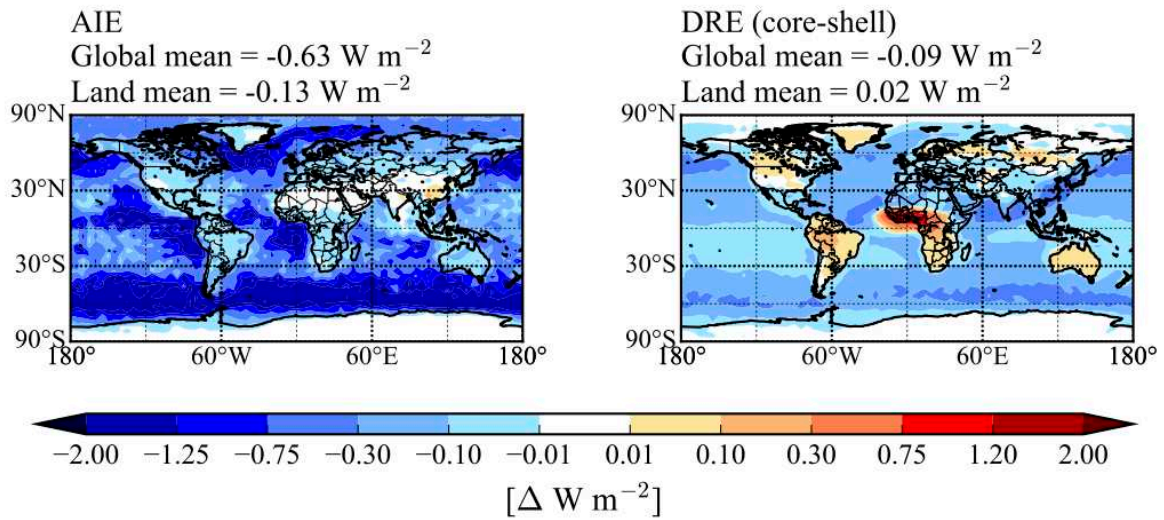 AIE
Global mean = -0.63 W m⁻²
Land mean = -0.13 W m⁻²
90°N
30°N
30°S
90°S
180° 60°W 60°E 180°
DRE (core-shell)
Global mean = -0.09 W m⁻²
Land mean = 0.02 W m⁻²
90°N
30°N
30°S
90°S
180° 60°W 60°E 180°
−2.00 −1.25 −0.75 −0.30 −0.10 −0.01 0.01 0.10 0.30 0.75 1.20 2.00
[Δ W m⁻²]